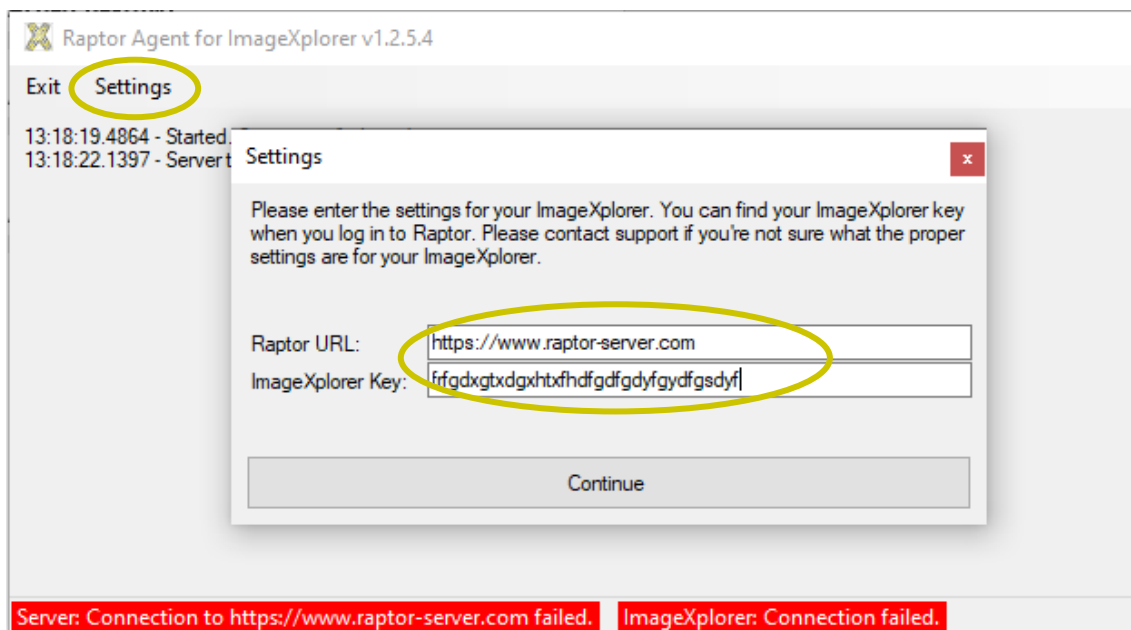 Raptor Agent for ImageXplorer v1.2.5.4
Exit Settings
13:18:19.4864 - Started.
13:18:22.1397 - Server
Settings
x
Please enter the settings for your ImageXplorer. You can find your ImageXplorer key
when you log in to Raptor. Please contact support if you're not sure what the proper
settings are for your ImageXplorer.
Raptor URL: https://www.raptor-server.com
ImageXplorer Key: frfgdxgtxdgxhtxfhdfgdfgdyfgydfgsdyf
Continue
Server: Connection to https://www.raptor-server.com failed. ImageXplorer: Connection failed.